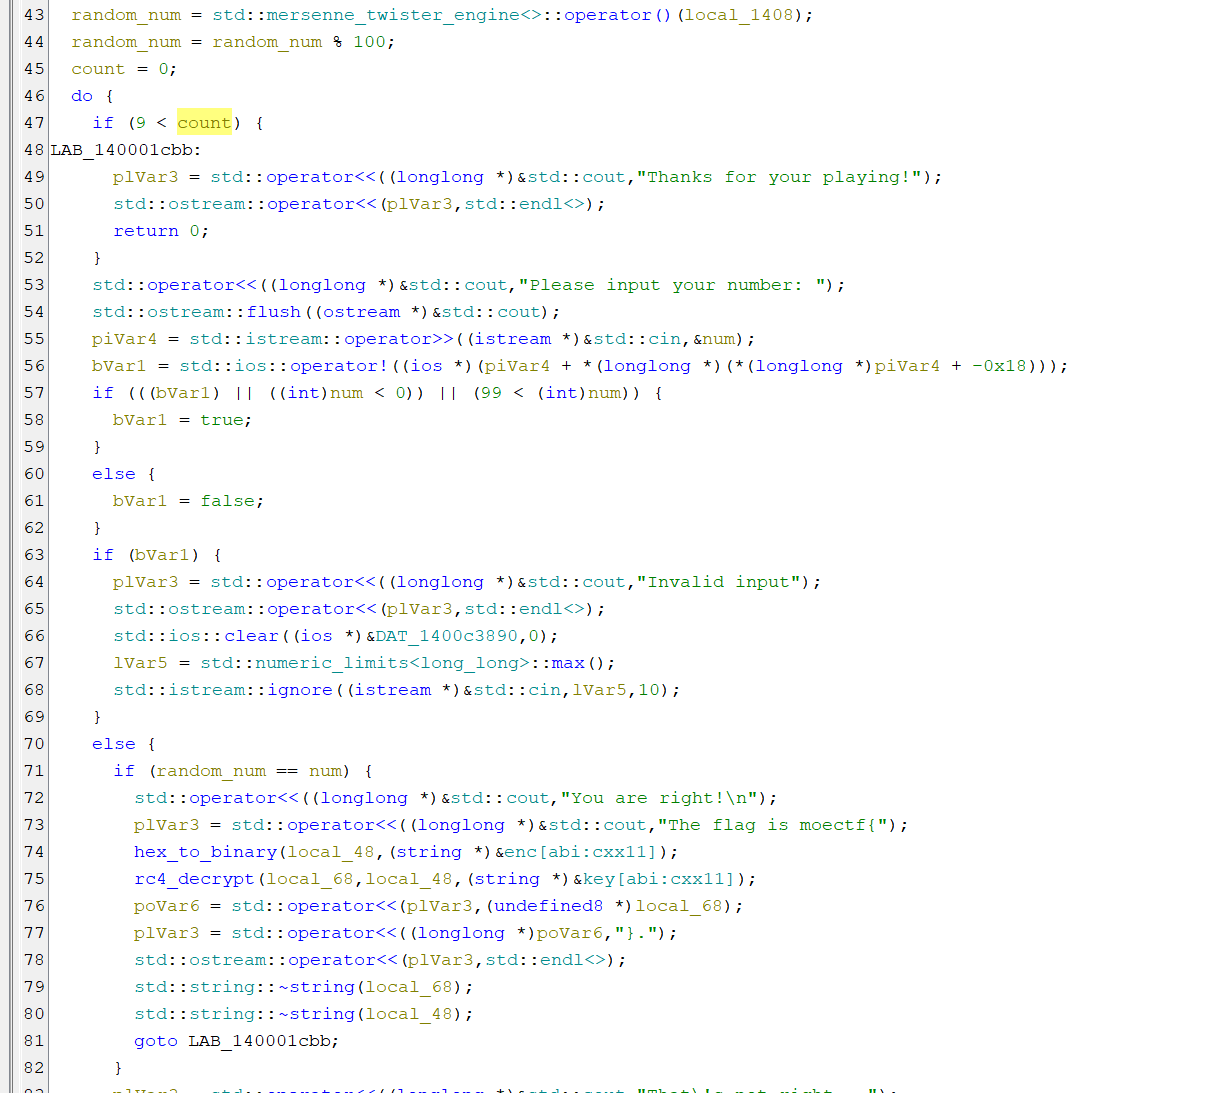 43 random_num = std::mersenne_twister_engine<>::operator()(local_1408);
44 random_num = random_num % 100;
45 count = 0;
46 do {
47 if (9 < count) {
48 LAB_140001cbb:
49 plVar3 = std::operator<<((longlong *)&std::cout,"Thanks for your playing!");
50 std::ostream::operator<<(plVar3,std::endl<>);
51 return 0;
52 }
53 std::operator<<((longlong *)&std::cout,"Please input your number: ");
54 std::ostream::flush((ostream *)&std::cout);
55 piVar4 = std::istream::operator>>((istream *)&std::cin,&num);
56 bVar1 = std::ios::operator!((ios *)(piVar4 + *(longlong *)(*(longlong *)piVar4 + -0x18)));
57 if (((bVar1) || ((int)num < 0)) || (99 < (int)num)) {
58 bVar1 = true;
59 }
60 else {
61 bVar1 = false;
62 }
63 if (bVar1) {
64 plVar3 = std::operator<<((longlong *)&std::cout,"Invalid input");
65 std::ostream::operator<<(plVar3,std::endl<>);
66 std::ios::clear((ios *)&DAT_1400c3890,0);
67 lVar5 = std::numeric_limits<long_long>::max();
68 std::istream::ignore((istream *)&std::cin,lVar5,10);
69 }
70 else {
71 if (random_num == num) {
72 std::operator<<((longlong *)&std::cout,"You are right!\n");
73 plVar3 = std::operator<<((longlong *)&std::cout,"The flag is moectf{");
74 hex_to_binary(local_48,(string *)&enc[abi:cxx11]);
75 rc4_decrypt(local_68,local_48,(string *)&key[abi:cxx11]);
76 poVar6 = std::operator<<(plVar3,(undefined8 *)local_68);
77 plVar3 = std::operator<<((longlong *)poVar6,"}.");
78 std::ostream::operator<<(plVar3,std::endl<>);
79 std::string::~string(local_68);
80 std::string::~string(local_48);
81 goto LAB_140001cbb;
82 }